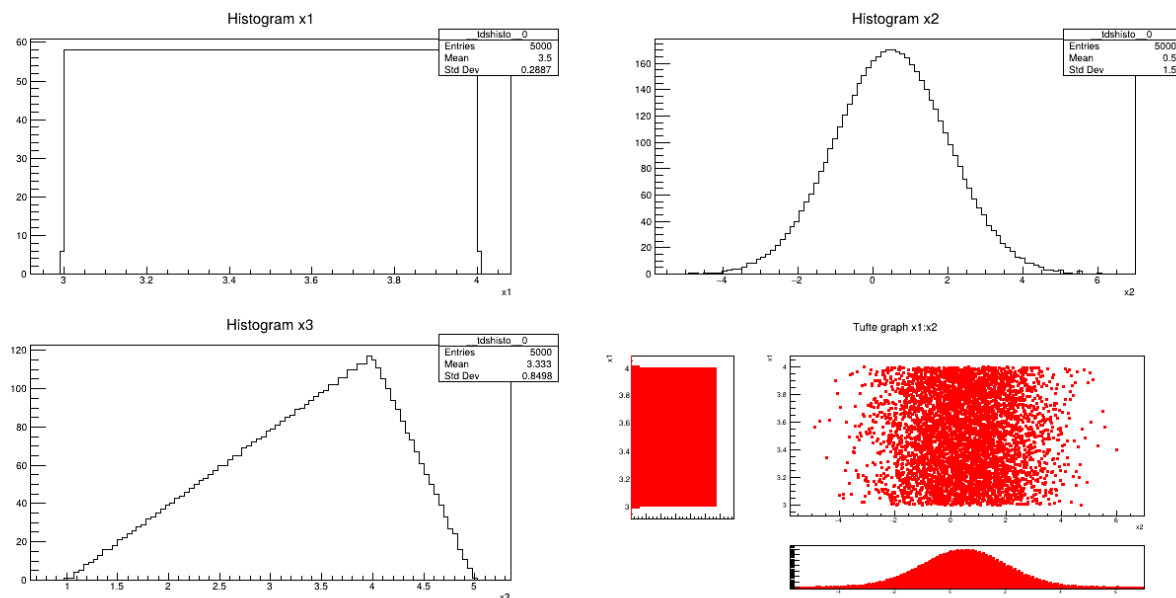 Histogram x1
__tdshisto__0
Entries 5000
Mean 3.5
Std Dev 0.2887
60
50
40
30
20
10
0
3 3.2 3.4 3.6 3.8 4
x1
Histogram x2
__tdshisto__0
Entries 5000
Mean 0.5
Std Dev 1.5
160
140
120
100
80
60
40
20
0
−4 −2 0 2 4 6
x2
Histogram x3
__tdshisto__0
Entries 5000
Mean 3.333
Std Dev 0.8498
120
100
80
60
40
20
0
1 1.5 2 2.5 3 3.5 4 4.5 5
x3
Tufte graph x1:x2
x1
4
3.8
3.6
3.4
3.2
3
x1
4
3.8
3.6
3.4
3.2
3
-4 -2 0 2 4 6
x2